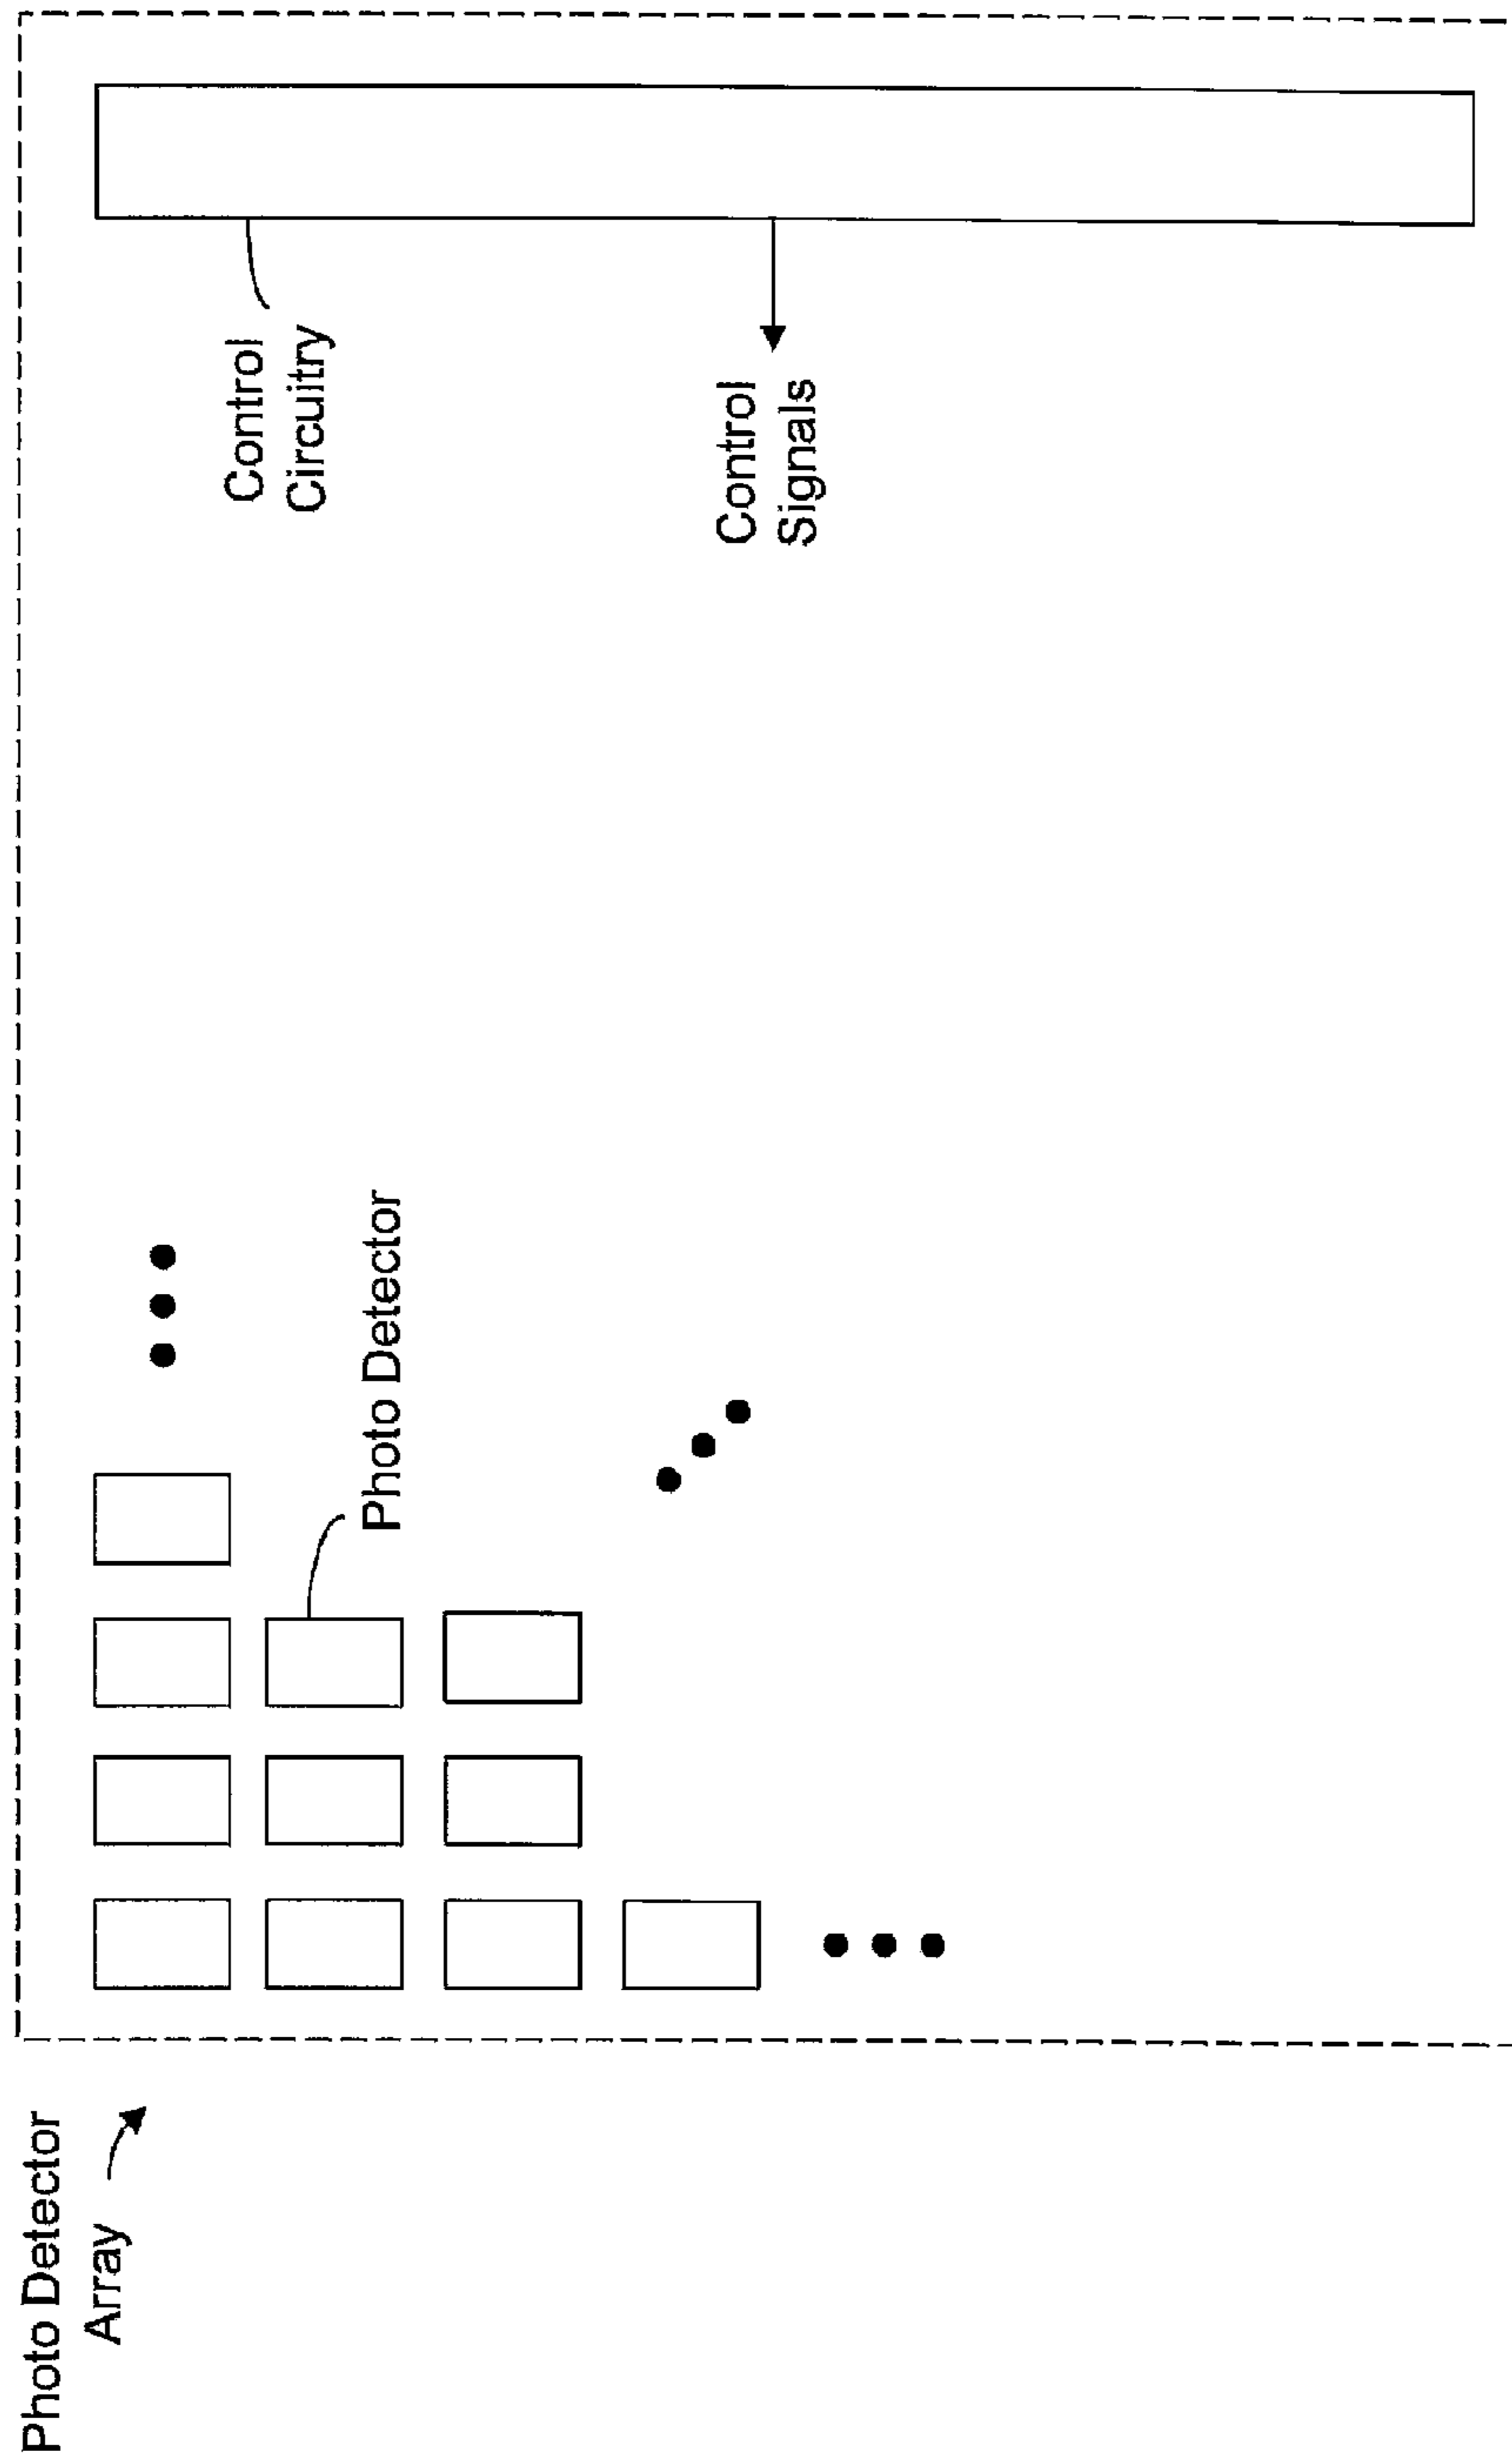 Photo Detector
Array
Photo Detector
Control
Circuitry
Control
Signals